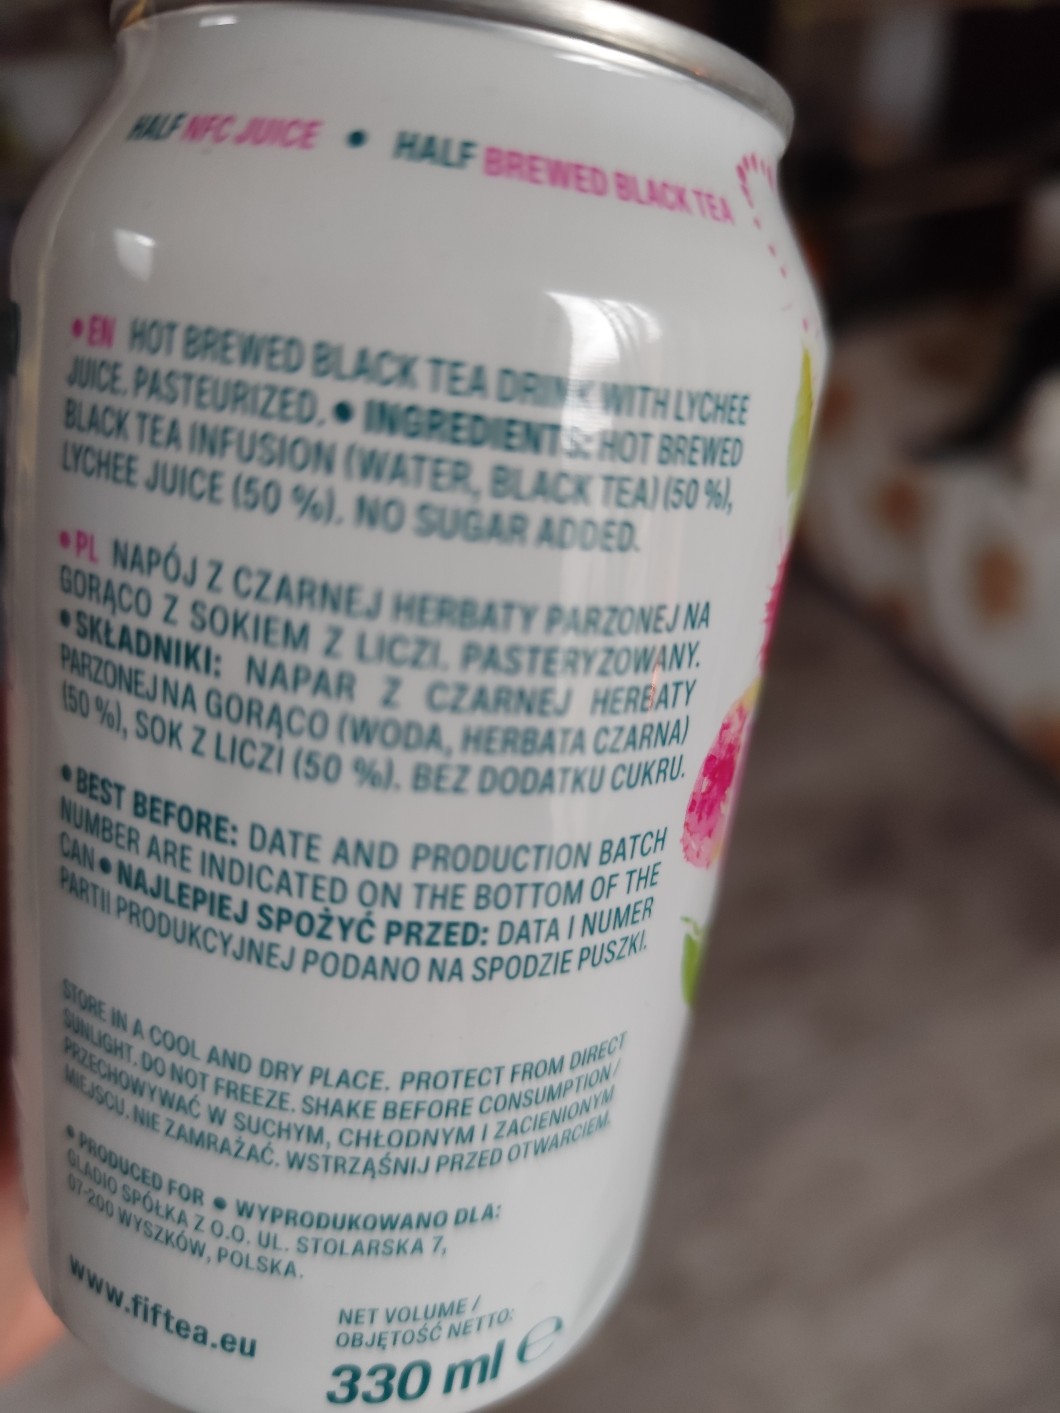 HALF NFC JUICE • HALF BREWED BLACK TEA
• EN HOT BREWED BLACK TEA DRINK WITH LYCHEE
JUICE. PASTEURIZED. • INGREDIENTS: HOT BREWED
BLACK TEA INFUSION (WATER, BLACK TEA) (50 %),
LYCHEE JUICE (50 %). NO SUGAR ADDED.
• PL NAPÓJ Z CZARNEJ HERBATY PARZONEJ NA
GORĄCO Z SOKIEM Z LICZI. PASTERYZOWANY.
• SKŁADNIKI: NAPAR Z CZARNEJ HERBATY
PARZONEJ NA GORĄCO (WODA, HERBATA CZARNA)
(50 %), SOK Z LICZI (50 %). BEZ DODATKU CUKRU.
• BEST BEFORE: DATE AND PRODUCTION BATCH
NUMBER ARE INDICATED ON THE BOTTOM OF THE
CAN • NAJLEPIEJ SPOŻYĆ PRZED: DATA I NUMER
PARTII PRODUKCYJNEJ PODANO NA SPODZIE PUSZKI.
STORE IN A COOL AND DRY PLACE. PROTECT FROM DIRECT
SUNLIGHT. DO NOT FREEZE. SHAKE BEFORE CONSUMPTION/
PRZECHOWYWAĆ W SUCHYM, CHŁODNYM I ZACIENIONYM
MIEJSCU. NIE ZAMRAŻAĆ. WSTRZĄŚNIJ PRZED OTWARCIEM.
• PRODUCED FOR • WYPRODUKOWANO DLA:
GLADIO SPÓŁKA Z O.O. UL. STOLARSKA 7,
07-200 WYSZKÓW, POLSKA.
www.fiftea.eu
NET VOLUME /
OBJĘTOŚĆ NETTO:
330 ml ℮